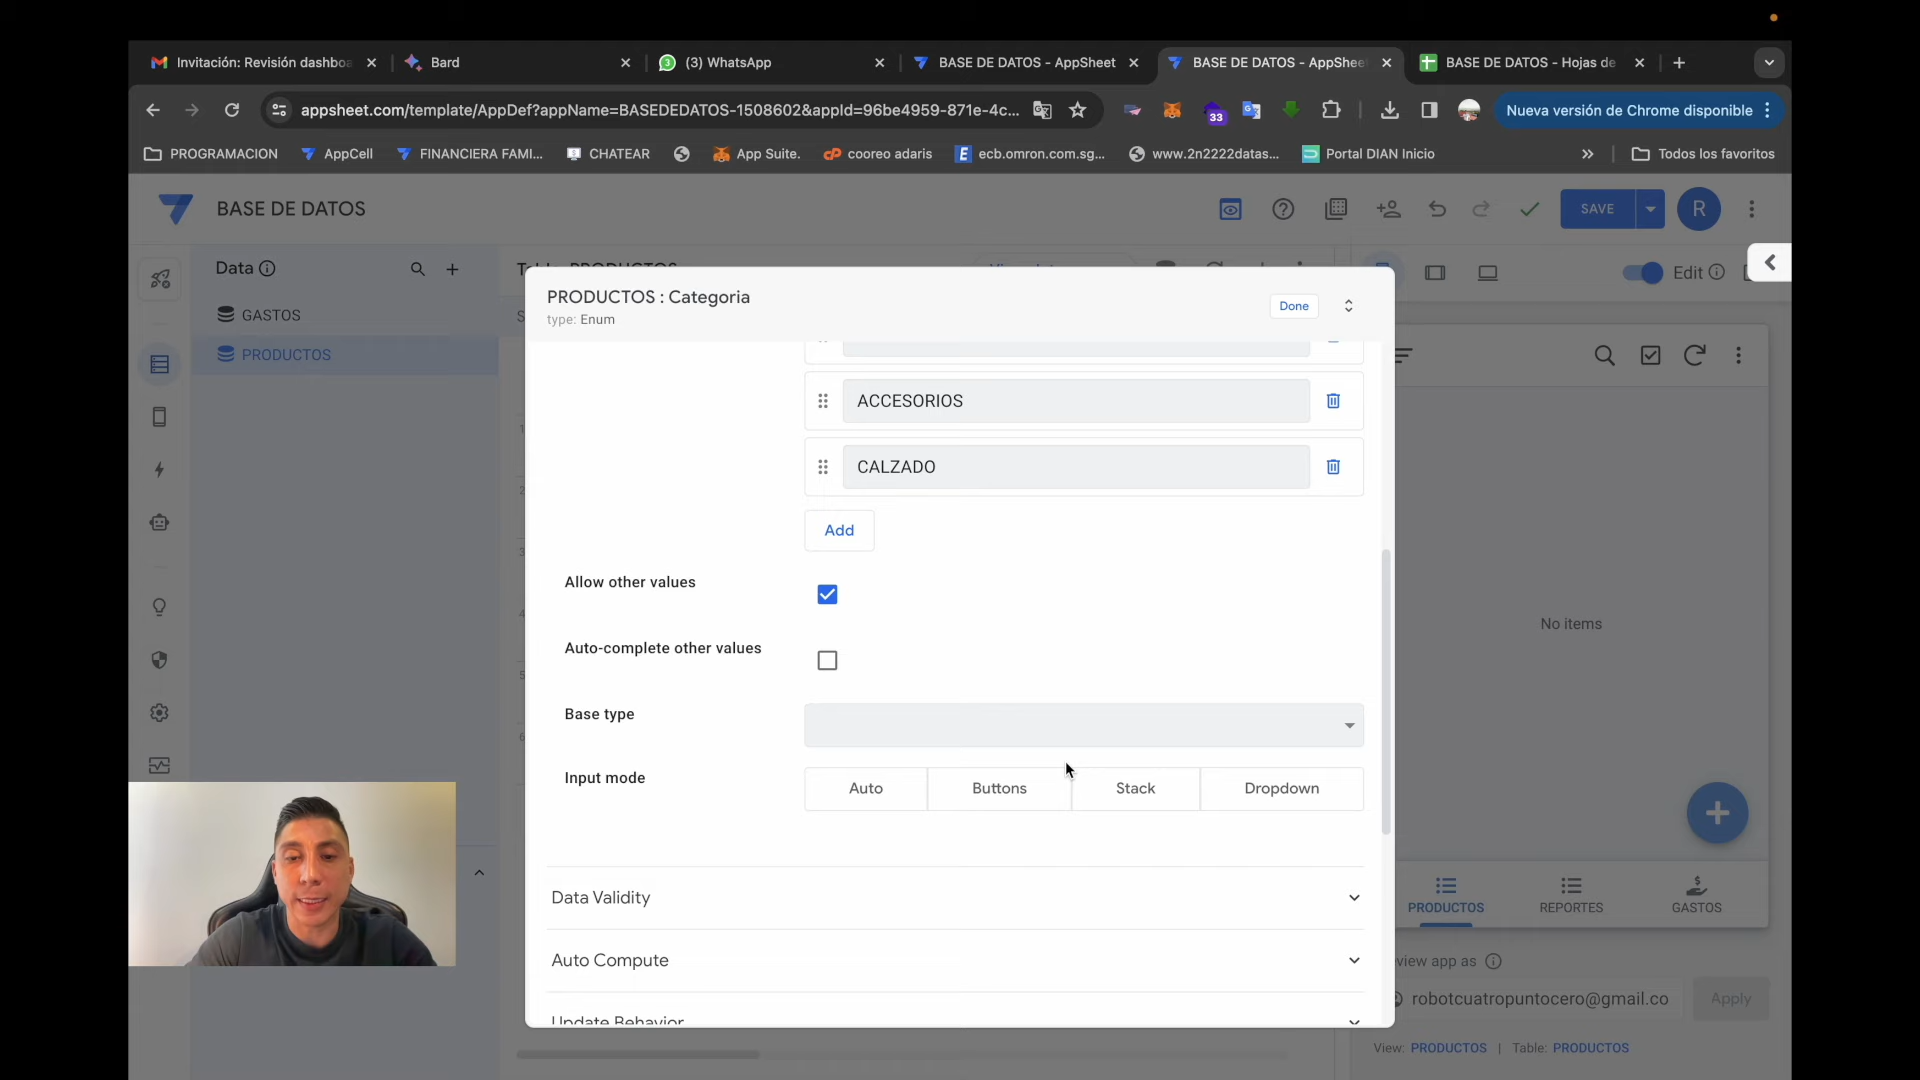 Invitación: Revisión dashboa
Bard
(3) WhatsApp
BASE DE DATOS - AppSheet
BASE DE DATOS - AppSheet
BASE DE DATOS - Hojas de
appsheet.com/template/AppDef?appName=BASEDEDATOS-1508602&appId=96be4959-871e-4c...
33
Nueva versión de Chrome disponible
PROGRAMACION
AppCell
FINANCIERA FAMI...
CHATEAR
App Suite.
cooreo adaris
ecb.omron.com.sg...
www.2n2222datas...
Portal DIAN Inicio
Todos los favoritos
BASE DE DATOS
SAVE
R
Data
GASTOS
PRODUCTOS
Edit
PRODUCTOS : Categoria
type: Enum
Done
ACCESORIOS
CALZADO
Add
Allow other values
Auto-complete other values
Base type
Input mode
Auto
Buttons
Stack
Dropdown
Data Validity
Auto Compute
Update Behavior
No items
PRODUCTOS
REPORTES
GASTOS
view app as
robotcuatropuntocero@gmail.co
Apply
View: PRODUCTOS | Table: PRODUCTOS